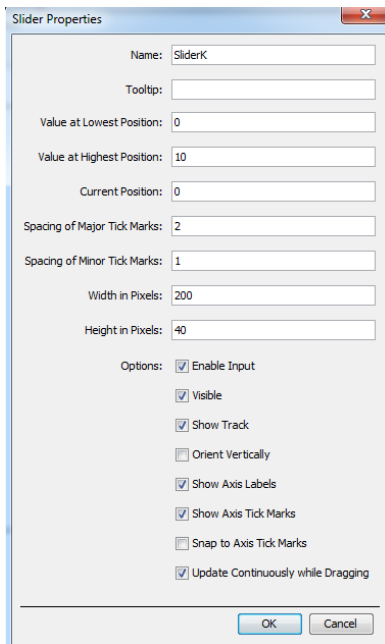 Slider Properties
Name: SliderK
Tooltip:
Value at Lowest Position: 0
Value at Highest Position: 10
Current Position: 0
Spacing of Major Tick Marks: 2
Spacing of Minor Tick Marks: 1
Width in Pixels: 200
Height in Pixels: 40
Options: Enable Input
Visible
Show Track
Orient Vertically
Show Axis Labels
Show Axis Tick Marks
Snap to Axis Tick Marks
Update Continuously while Dragging
OK Cancel